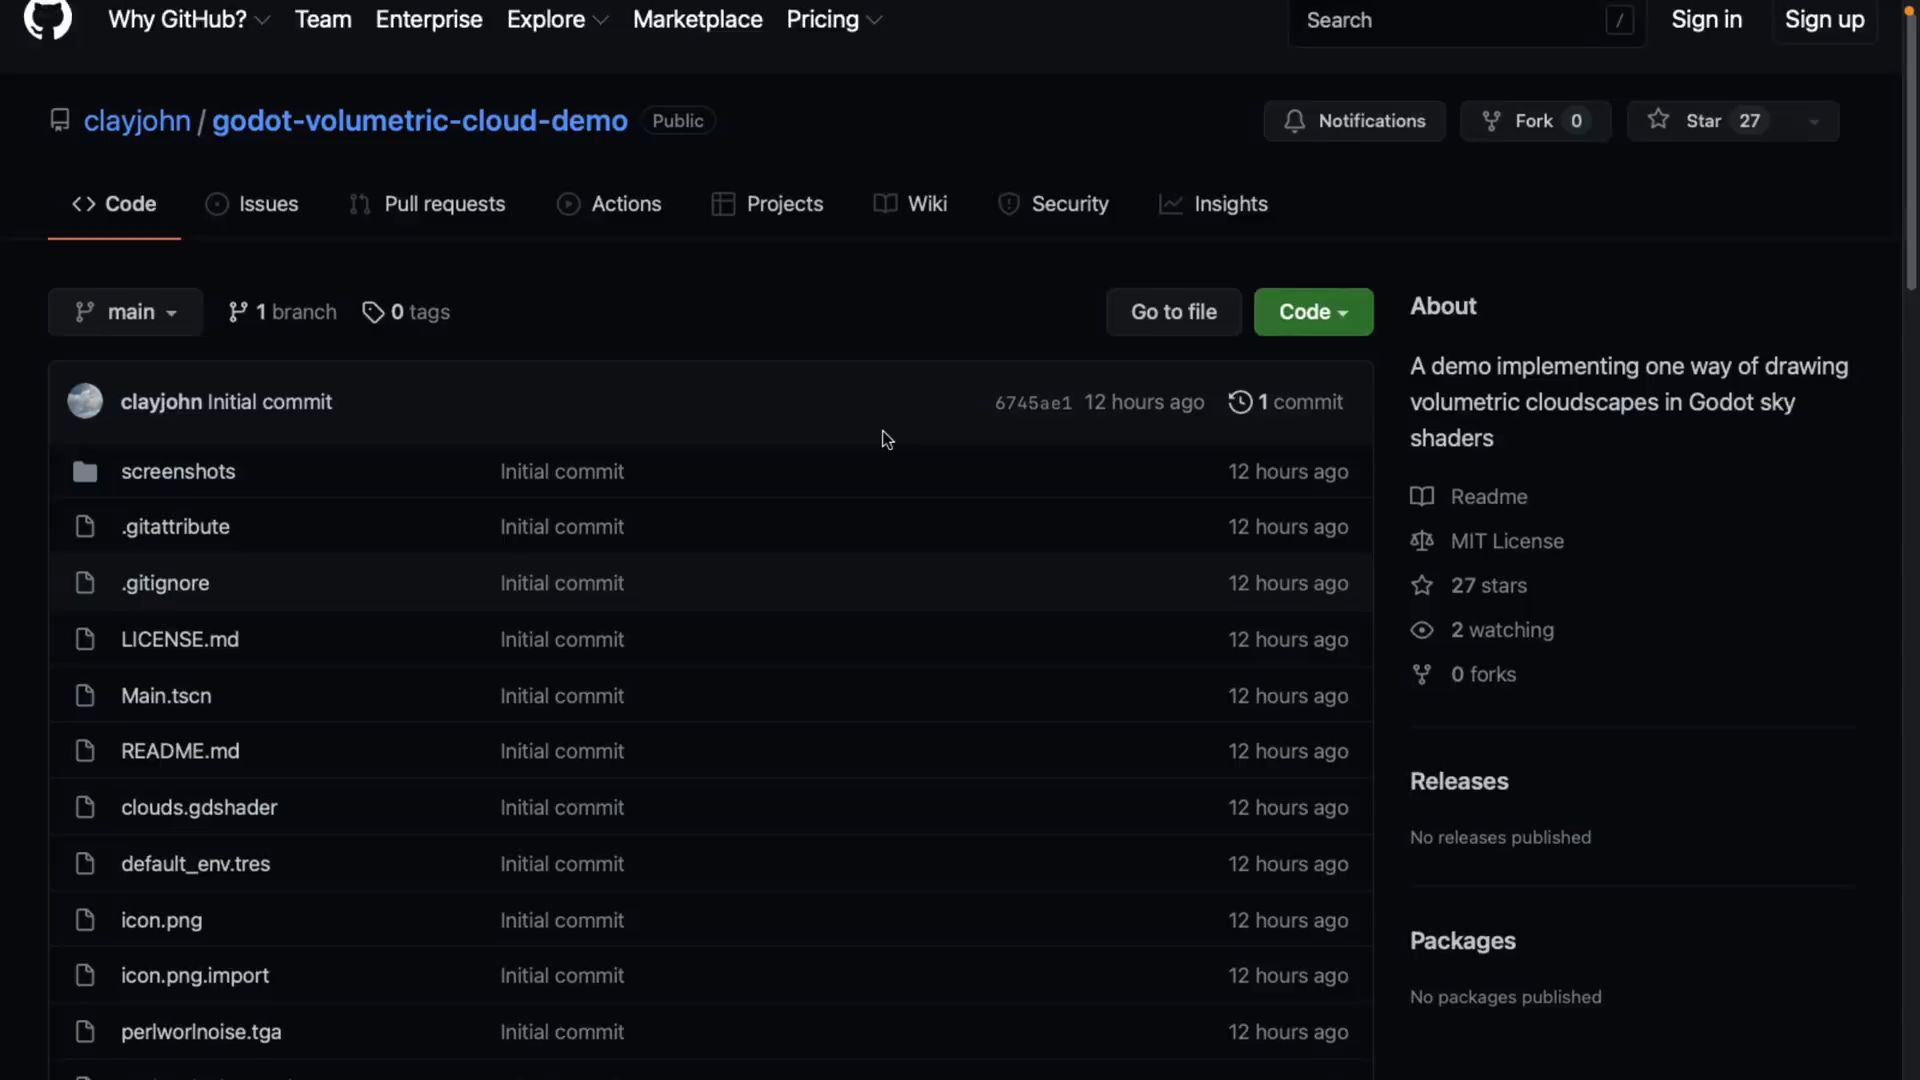 Why GitHub? Team Enterprise Explore Marketplace Pricing Search / Sign in Sign up
clayjohn / godot-volumetric-cloud-demo Public Notifications Fork 0 Star 27
Code Issues Pull requests Actions Projects Wiki Security Insights
main 1 branch 0 tags Go to file Code
clayjohn Initial commit 6745ae1 12 hours ago 1 commit
screenshots Initial commit 12 hours ago
.gitattribute Initial commit 12 hours ago
.gitignore Initial commit 12 hours ago
LICENSE.md Initial commit 12 hours ago
Main.tscn Initial commit 12 hours ago
README.md Initial commit 12 hours ago
clouds.gdshader Initial commit 12 hours ago
default_env.tres Initial commit 12 hours ago
icon.png Initial commit 12 hours ago
icon.png.import Initial commit 12 hours ago
perlworlnoise.tga Initial commit 12 hours ago
About
A demo implementing one way of drawing
volumetric cloudscapes in Godot sky
shaders
Readme
MIT License
27 stars
2 watching
0 forks
Releases
No releases published
Packages
No packages published